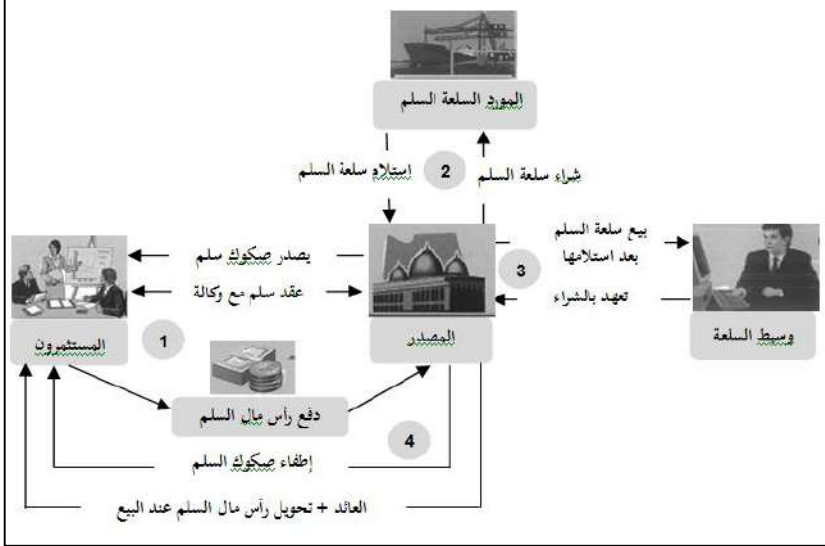 المورد السلعة السلم
استلام سلعة السلم
2
شراء سلعة السلم
يصدر صكوك سلم
عقد سلم مع وكالة
بيع سلعة السلم
بعد استلامها
3
تعهد بالشراء
المستثمرون
1
المصدر
وسيط السلعة
دفع رأس مال السلم
4
إطفاء صكوك السلم
العائد + تحويل رآس مال السلم عند البيع